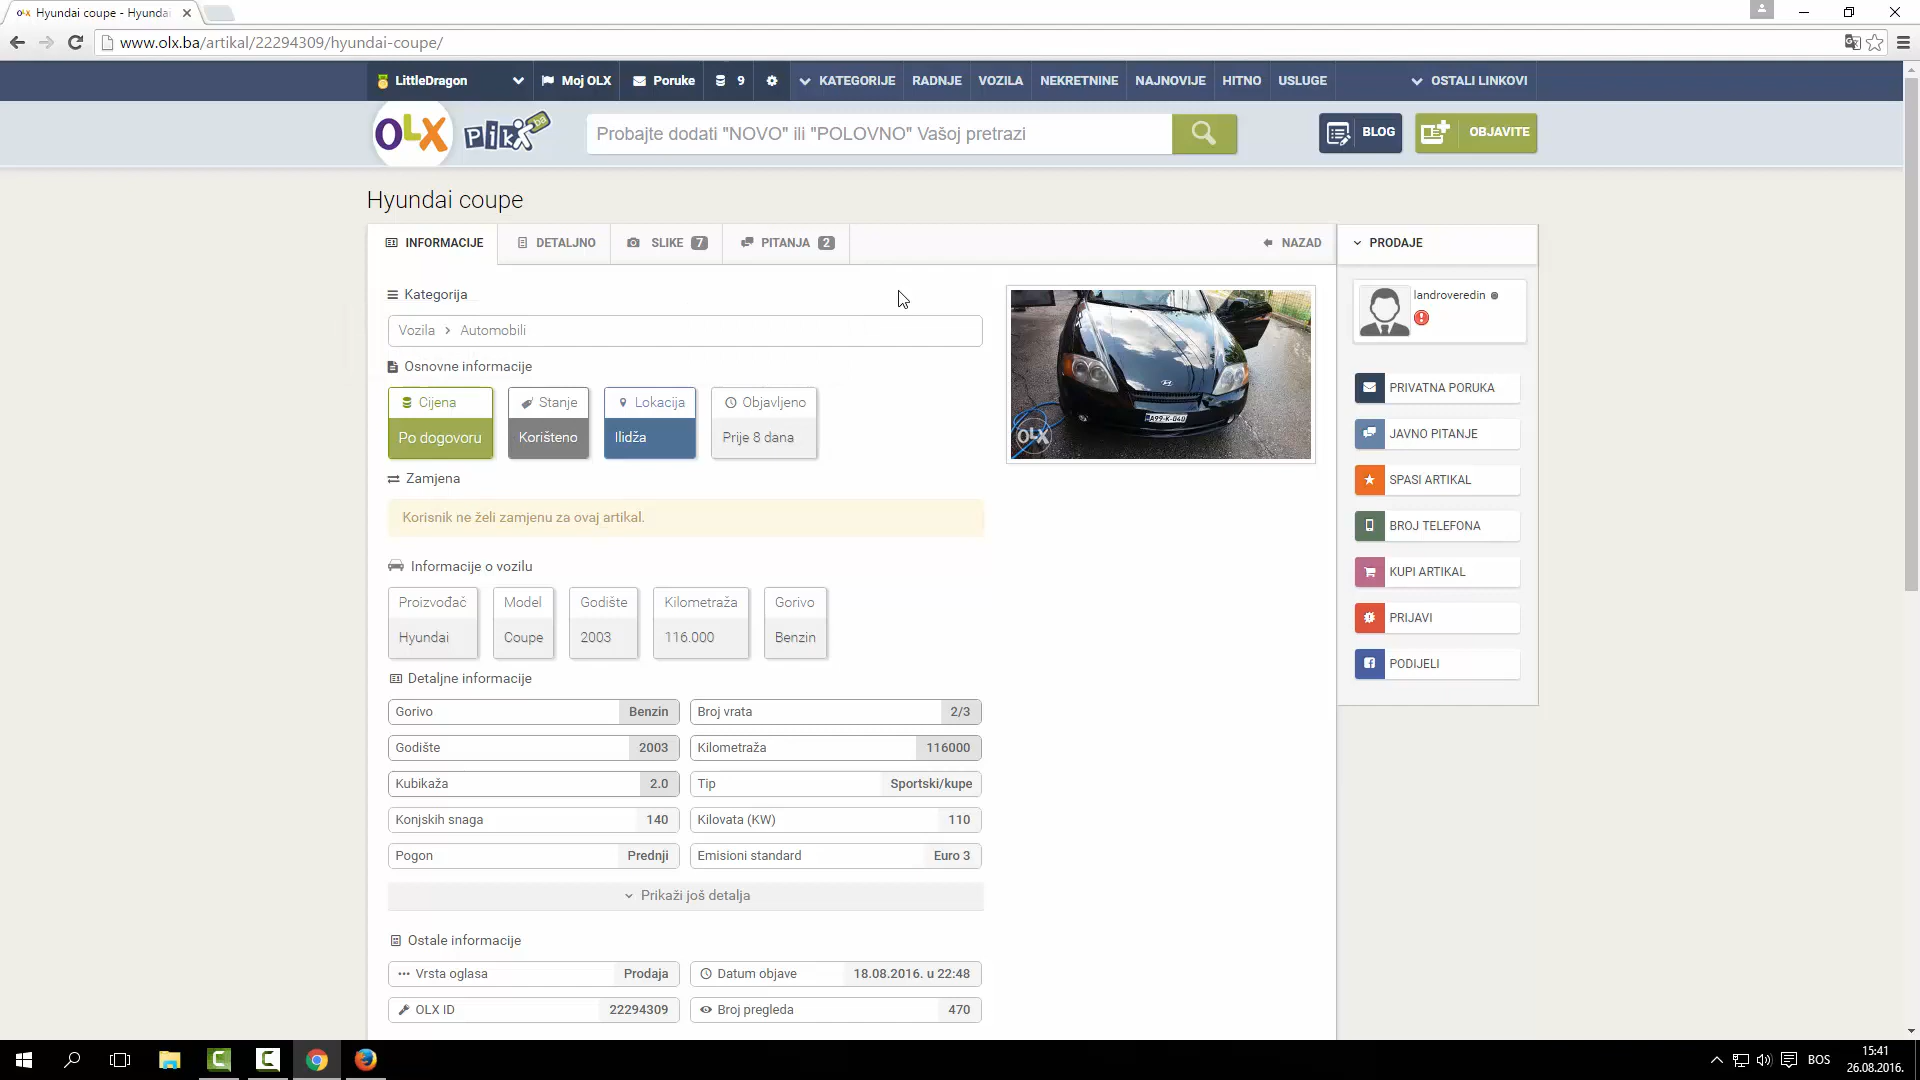 Hyundai coupe - Hyundai
www.olx.ba/artikal/22294309/hyundai-coupe/
LittleDragon
Moj OLX
Poruke
9
KATEGORIJE
RADNJE
VOZILA
NEKRETNINE
NAJNOVIJE
HITNO
USLUGE
OSTALI LINKOVI
OLX
PIK
ba
Probajte dodati "NOVO" ili "POLOVNO" Vašoj pretrazi
BLOG
OBJAVITE
Hyundai coupe
INFORMACIJE
DETALJNO
SLIKE 7
PITANJA 2
NAZAD
PRODAJE
Kategorija
Vozila > Automobili
Osnovne informacije
Cijena
Po dogovoru
Stanje
Korišteno
Lokacija
Ilidža
Objavljeno
Prije 8 dana
Zamjena
Korisnik ne želi zamjenu za ovaj artikal.
Informacije o vozilu
Proizvođač
Hyundai
Model
Coupe
Godište
2003
Kilometraža
116.000
Gorivo
Benzin
Detaljne informacije
Gorivo Benzin
Broj vrata 2/3
Godište 2003
Kilometraža 116000
Kubikaža 2.0
Tip Sportski/kupe
Konjskih snaga 140
Kilovata (KW) 110
Pogon Prednji
Emisioni standard Euro 3
Prikaži još detalja
Ostale informacije
Vrsta oglasa Prodaja
Datum objave 18.08.2016. u 22:48
OLX ID 22294309
Broj pregleda 470
OLX
A99-K-040
landroveredin
PRIVATNA PORUKA
JAVNO PITANJE
SPASI ARTIKAL
BROJ TELEFONA
KUPI ARTIKAL
PRIJAVI
PODIJELI
BOS
15:41
26.08.2016.